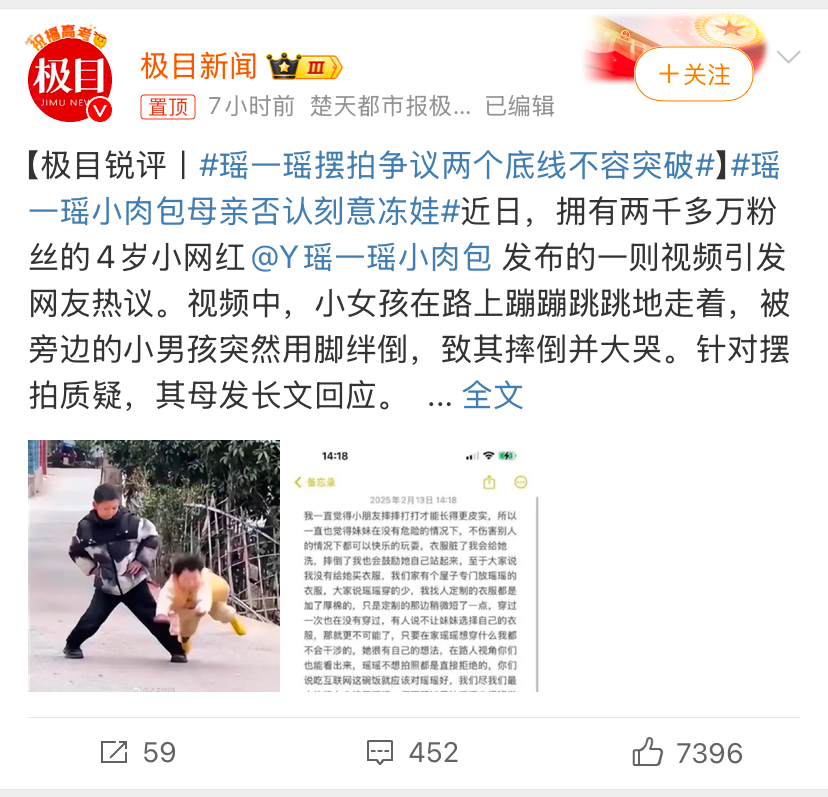 祝福高考
极目
JIMU NEW
极目新闻
III
+关注
置顶 7小时前 楚天都市报极... 已编辑
【极目锐评丨#瑶一瑶摆拍争议两个底线不容突破#】#瑶
一瑶小肉包母亲否认刻意冻娃#近日，拥有两千多万粉
丝的4岁小网红@Y瑶一瑶小肉包 发布的一则视频引发
网友热议。视频中，小女孩在路上蹦蹦跳跳地走着，被
旁边的小男孩突然用脚绊倒，致其摔倒并大哭。针对摆
拍质疑，其母发长文回应。 ... 全文
14:18
备忘录
2025年2月13日 14:18
我一直觉得小朋友摔摔打打才能长得更皮实，所以
一直也觉得妹妹在没有危险的情况下，不伤害别人
的情况下都可以快乐的玩耍，衣服脏了我会给她
洗，摔倒了我也会鼓励她自己站起来，至于大家说
我没有给她买衣服，我们家有个屋子专门放瑶瑶的
衣服，大家说瑶瑶穿的少，我找人定制的衣服都是
加了厚棉的，只是定制的那边稍微短了一点，穿过
一次也在没有穿过，有人说不让妹妹选择自己的衣
服，那就更不可能了，只要在家瑶瑶想穿什么我都
不会干涉的，她很有自己的想法，在路人视角你们
也能看出来，瑶瑶不想拍照都是直接拒绝的，你们
说吃互联网这碗饭就应该对瑶瑶好，我们尽我们最
59
452
7396